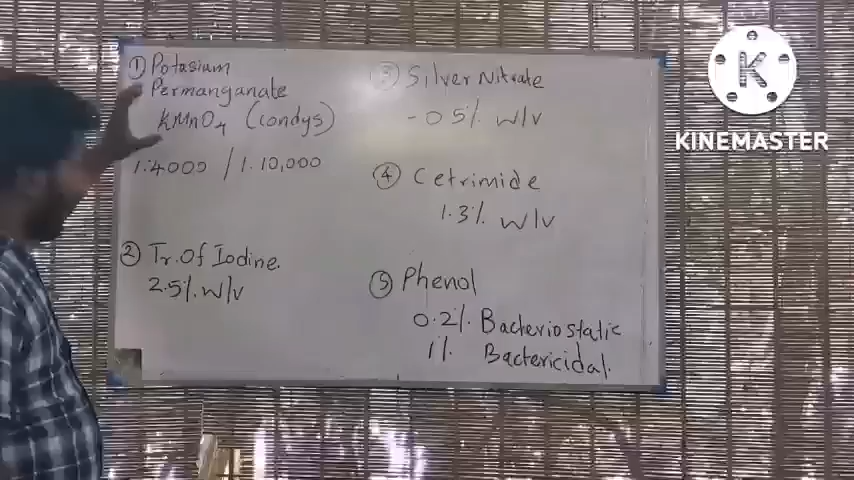 ① Potasium
Permanganate
KMnO4 (Condys)
1:4000 / 1:10,000
② Tr. Of Iodine.
2.5% W/V
③ Silver Nitrate
- 0.5% W/V
④ Cetrimide
1.3% W/V
⑤ Phenol
0.2% Bacteriostatic
1% Bactericidal.
K
KINEMASTER